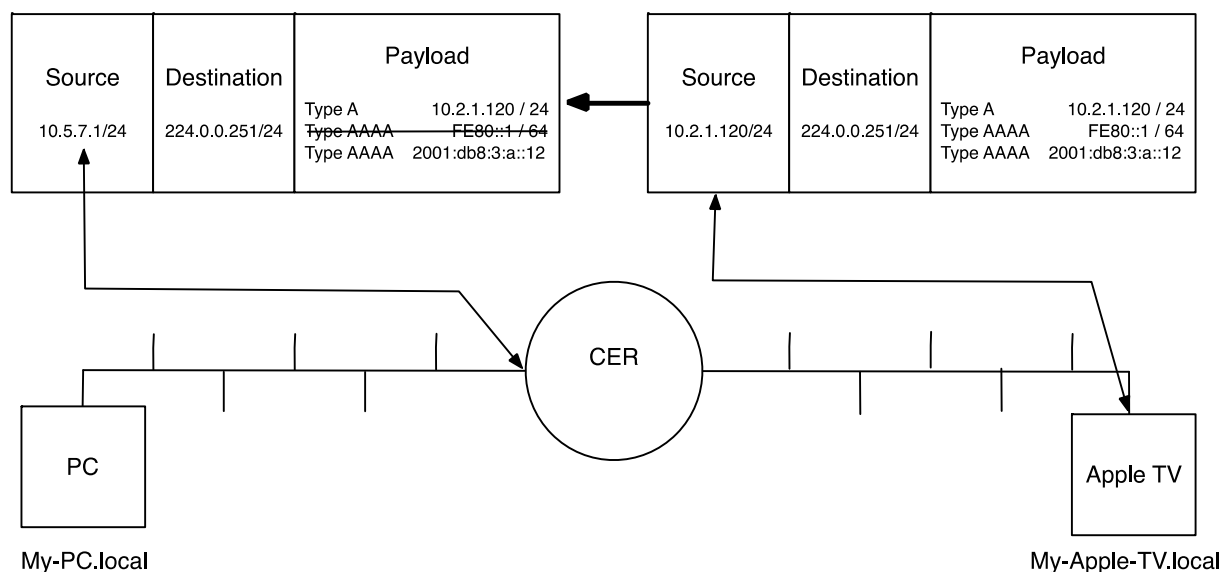 Source
10.5.7.1/24
Destination
224.0.0.251/24
Payload
Type A 10.2.1.120 / 24
Type AAAA FE80::1 / 64
Type AAAA 2001:db8:3:a::12
Source
10.2.1.120/24
Destination
224.0.0.251/24
Payload
Type A 10.2.1.120 / 24
Type AAAA FE80::1 / 64
Type AAAA 2001:db8:3:a::12
CER
PC
Apple TV
My-PC.local
My-Apple-TV.local